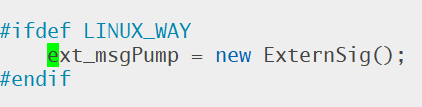 #ifdef LINUX_WAY
    ext_msgPump = new ExternSig();
#endif